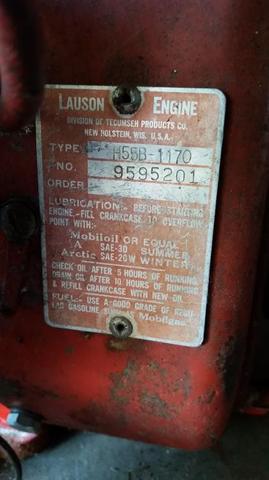 LAUSON ENGINE
DIVISION OF TECUMSEH PRODUCTS CO.
NEW HOLSTEIN, WIS. U.S.A.
TYPE H55B-1170
NO. 9595201
ORDER
LUBRICATION: BEFORE STARTING
ENGINE-FILL CRANKCASE TO OVERFLOW
POINT WITH:
Mobiloil OR EQUAL
A SAE-30 SUMMER
Arctic SAE-20W WINTER
CHECK OIL AFTER 5 HOURS OF RUNNING.
DRAIN OIL AFTER 10 HOURS OF RUNNING
& REFILL CRANKCASE WITH NEW OIL.
FUEL: USE A GOOD GRADE OF
GASOLINE SUCH AS Mobilgas